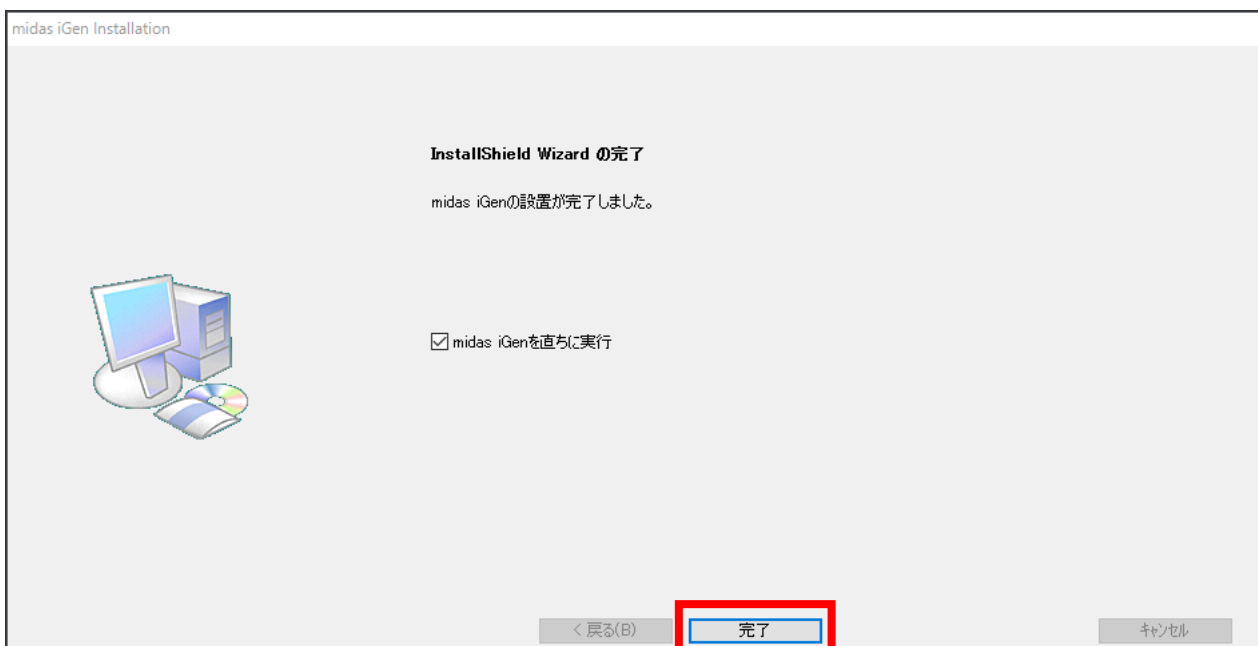 midas iGen Installation
InstallShield Wizard の完了
midas iGenの設置が完了しました。
midas iGenを直ちに実行
< 戻る(B)
完了
キャンセル